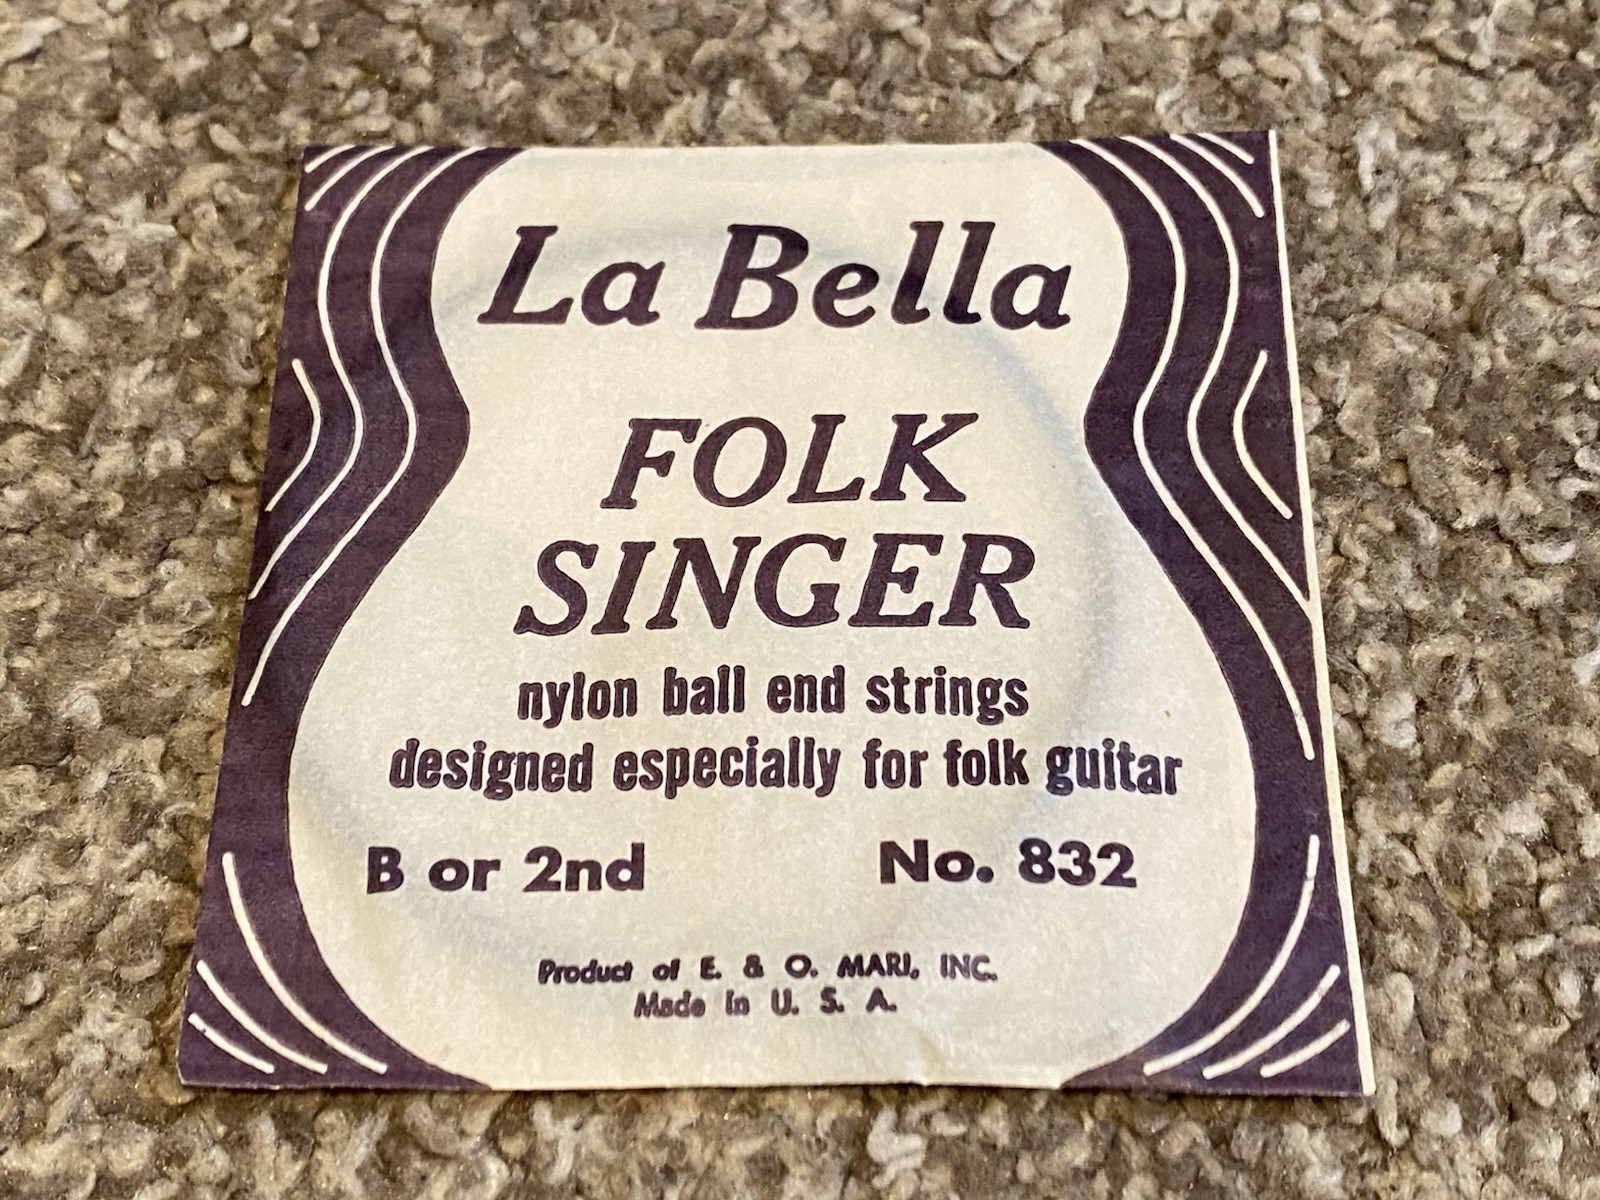 La Bella
FOLK
SINGER
nylon ball end strings
designed especially for folk guitar
B or 2nd No. 832
Product of E. & O. MARI, INC.
Made in U. S. A.